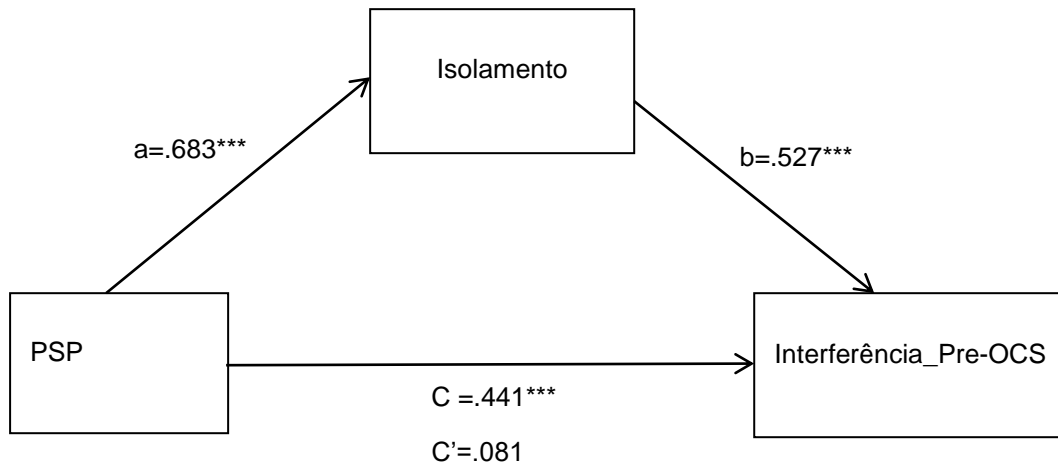 Isolamento
a=.683***
b=.527***
PSP
Interferência_Pre-OCS
C =.441***
C’=.081